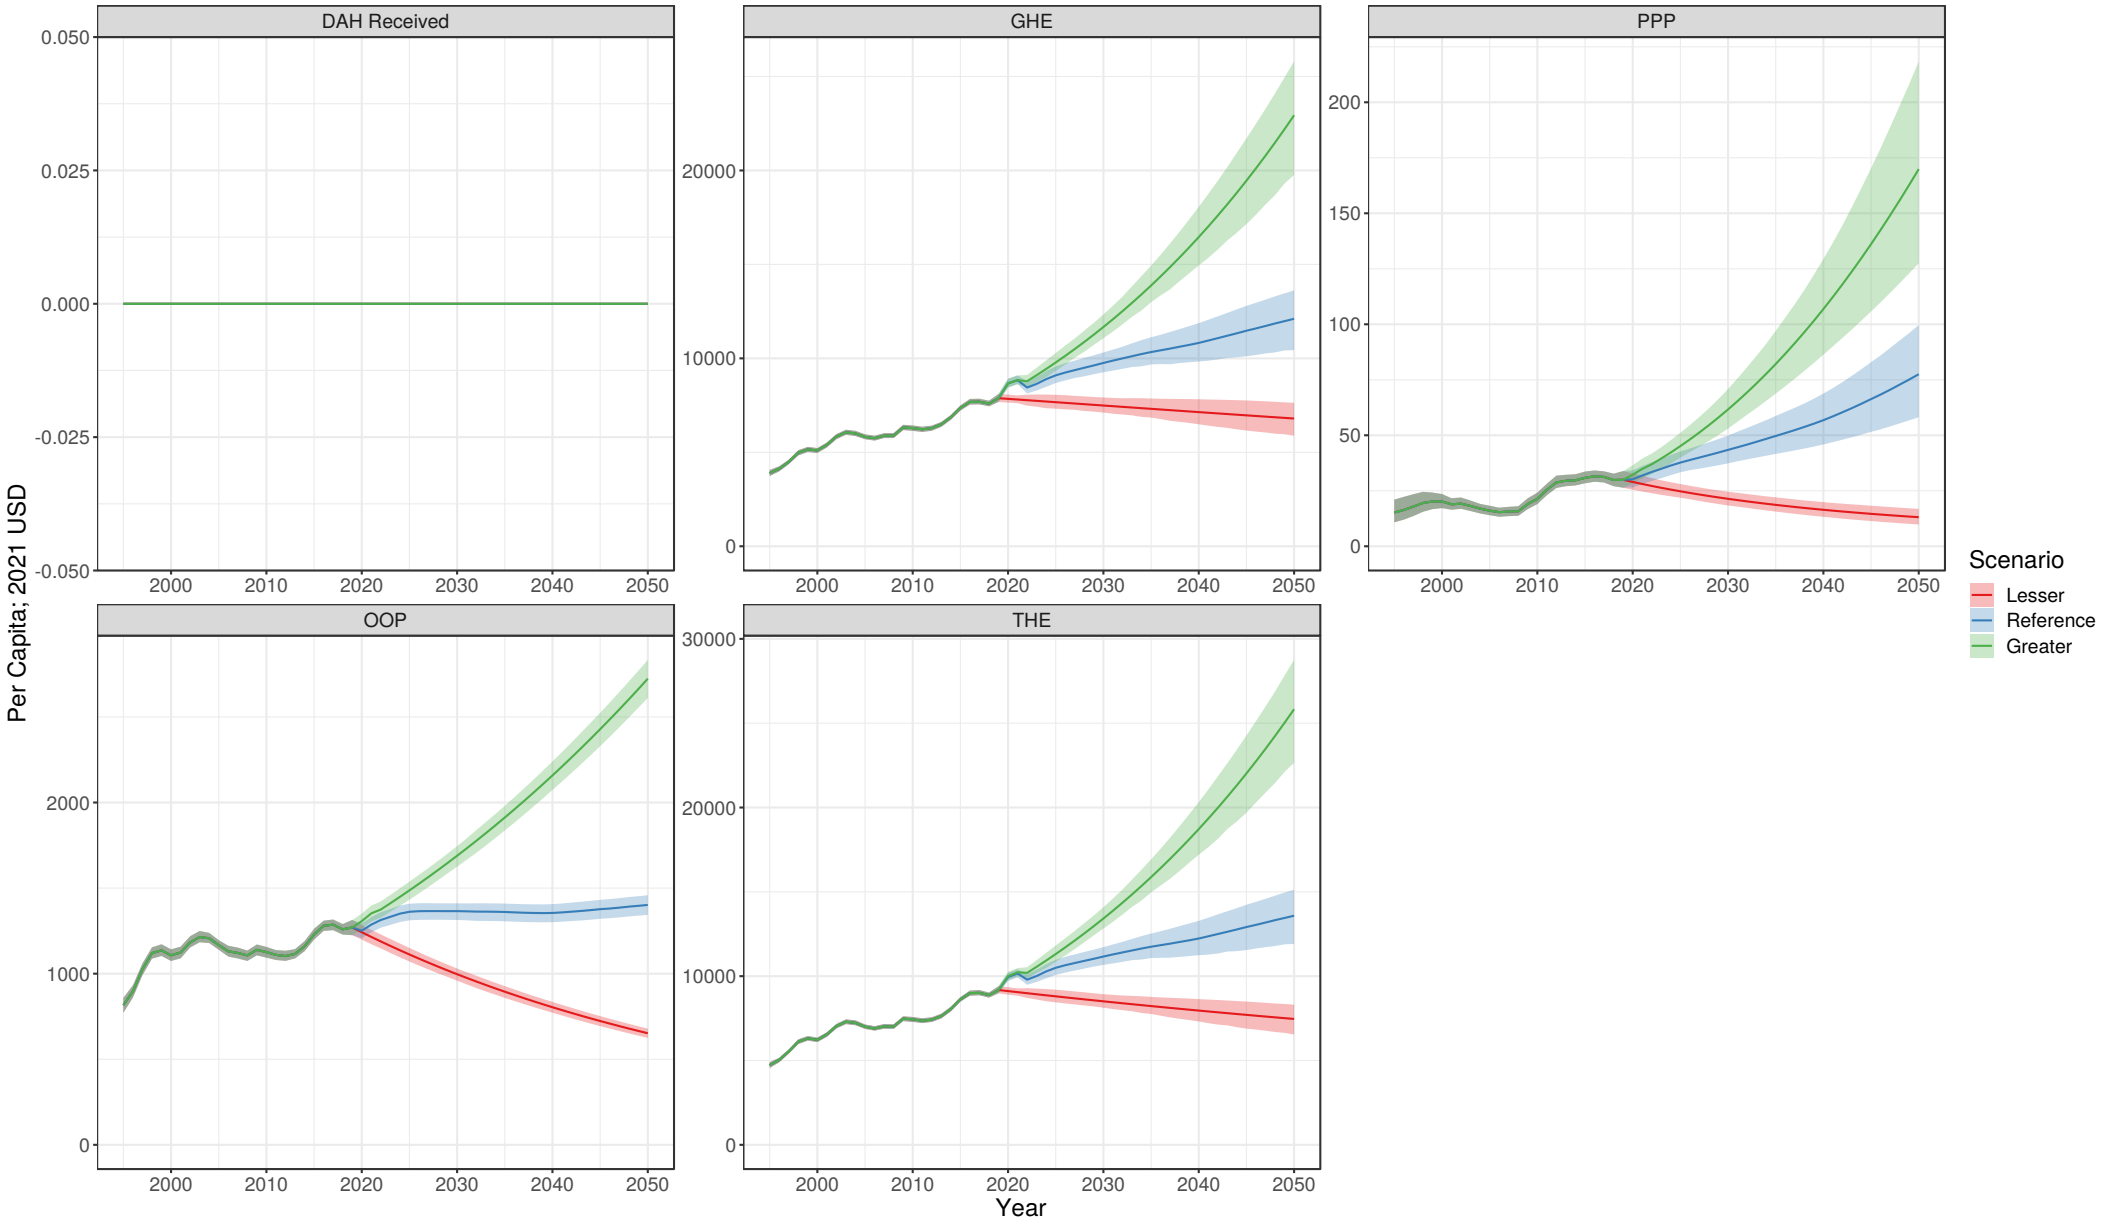 DAH Received
GHE
PPP
0.050
0.025
0.000
-0.025
-0.050
20000
10000
0
200
150
100
50
0
2000 2010 2020 2030 2040 2050
2000 2010 2020 2030 2040 2050
2000 2010 2020 2030 2040 2050
OOP
THE
2000
1000
0
30000
20000
10000
0
2000 2010 2020 2030 2040 2050
2000 2010 2020 2030 2040 2050
Year
Per Capita; 2021 USD
Scenario
Lesser
Reference
Greater